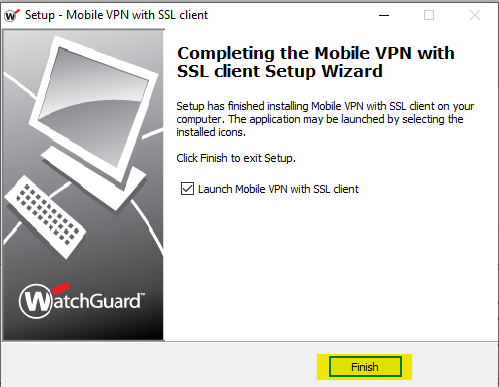 Setup - Mobile VPN with SSL client
Completing the Mobile VPN with
SSL client Setup Wizard
Setup has finished installing Mobile VPN with SSL client on your
computer. The application may be launched by selecting the
installed icons.
Click Finish to exit Setup.
Launch Mobile VPN with SSL client
WatchGuard™
Finish